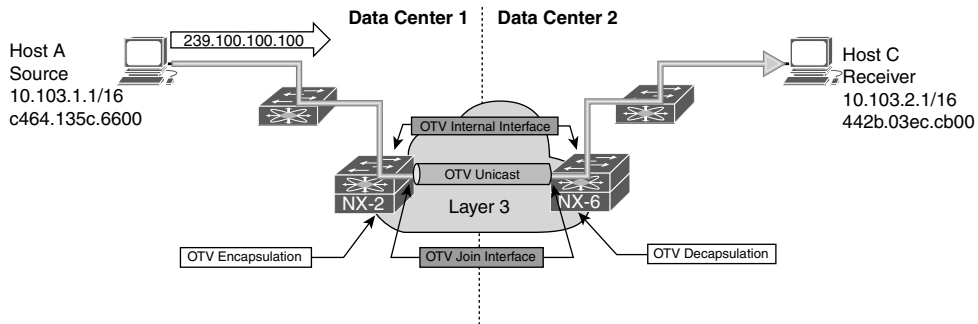 Data Center 1
Data Center 2
239.100.100.100
Host A
Source
10.103.1.1/16
c464.135c.6600
Host C
Receiver
10.103.2.1/16
442b.03ec.cb00
OTV Internal Interface
OTV Unicast
NX-2
Layer 3
NX-6
OTV Encapsulation
OTV Join Interface
OTV Decapsulation